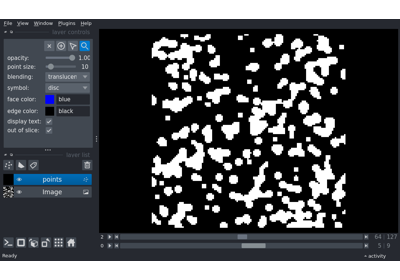 File View Window Plugins Help
layer controls
opacity: 1.00
point size: 10
blending: translucen
symbol: disc
face color: blue
edge color: black
display text:
out of slice:
layer list
points
Image
2 64 127
0 5 9
Ready activity